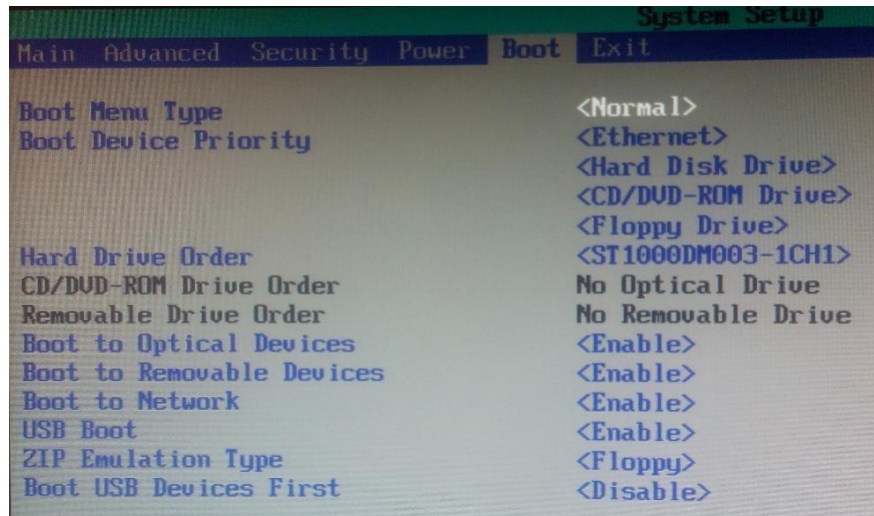 System Setup
Main Advanced Security Power Boot Exit
Boot Menu Type <Normal>
Boot Device Priority <Ethernet>
<Hard Disk Drive>
<CD/DVD-ROM Drive>
<Floppy Drive>
Hard Drive Order <ST1000DM003-1CH1>
CD/DVD-ROM Drive Order No Optical Drive
Removable Drive Order No Removable Drive
Boot to Optical Devices <Enable>
Boot to Removable Devices <Enable>
Boot to Network <Enable>
USB Boot <Enable>
ZIP Emulation Type <Floppy>
Boot USB Devices First <Disable>